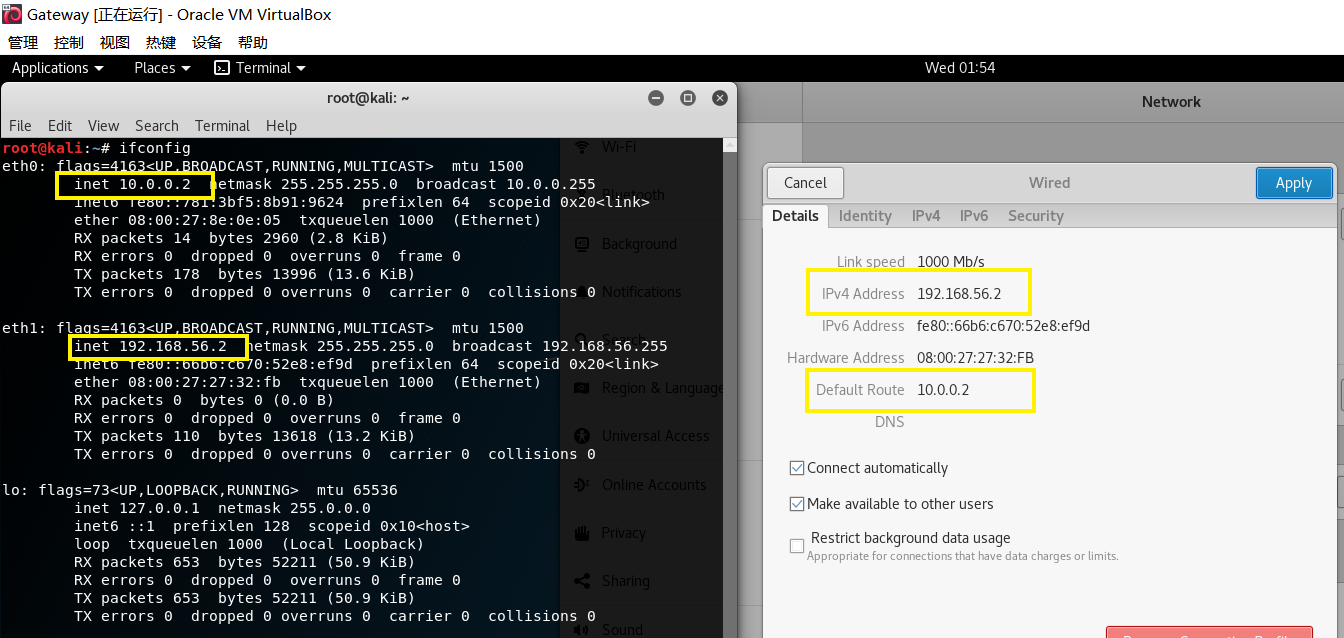 Gateway [正在运行] - Oracle VM VirtualBox
管理 控制 视图 热键 设备 帮助
Applications Places Terminal Wed 01:54
root@kali: ~
File Edit View Search Terminal Help
root@kali:~# ifconfig
eth0: flags=4163<UP,BROADCAST,RUNNING,MULTICAST>  mtu 1500
inet 10.0.0.2 netmask 255.255.255.0  broadcast 10.0.0.255
inet6 fe80::781:3bf5:8b91:9624  prefixlen 64  scopeid 0x20<link>
ether 08:00:27:8e:0e:05  txqueuelen 1000  (Ethernet)
RX packets 14  bytes 2960 (2.8 KiB)
RX errors 0  dropped 0  overruns 0  frame 0
TX packets 178  bytes 13996 (13.6 KiB)
TX errors 0  dropped 0 overruns 0  carrier 0  collisions 0
eth1: flags=4163<UP,BROADCAST,RUNNING,MULTICAST>  mtu 1500
inet 192.168.56.2 netmask 255.255.255.0  broadcast 192.168.56.255
inet6 fe80::66b6:c670:52e8:ef9d  prefixlen 64  scopeid 0x20<link>
ether 08:00:27:27:32:fb  txqueuelen 1000  (Ethernet)
RX packets 0  bytes 0 (0.0 B)
RX errors 0  dropped 0  overruns 0  frame 0
TX packets 110  bytes 13618 (13.2 KiB)
TX errors 0  dropped 0 overruns 0  carrier 0  collisions 0
lo: flags=73<UP,LOOPBACK,RUNNING>  mtu 65536
inet 127.0.0.1  netmask 255.0.0.0
inet6 ::1  prefixlen 128  scopeid 0x10<host>
loop  txqueuelen 1000  (Local Loopback)
RX packets 653  bytes 52211 (50.9 KiB)
RX errors 0  dropped 0  overruns 0  frame 0
TX packets 653  bytes 52211 (50.9 KiB)
TX errors 0  dropped 0 overruns 0  carrier 0  collisions 0
Wi-Fi
Bluetooth
Background
Notifications
Search
Region & Language
Universal Access
Online Accounts
Privacy
Sharing
Sound
Network
Cancel Wired Apply
Details Identity IPv4 IPv6 Security
Link speed 1000 Mb/s
IPv4 Address 192.168.56.2
IPv6 Address fe80::66b6:c670:52e8:ef9d
Hardware Address 08:00:27:27:32:FB
Default Route 10.0.0.2
DNS
Connect automatically
Make available to other users
Restrict background data usage
Appropriate for connections that have data charges or limits.